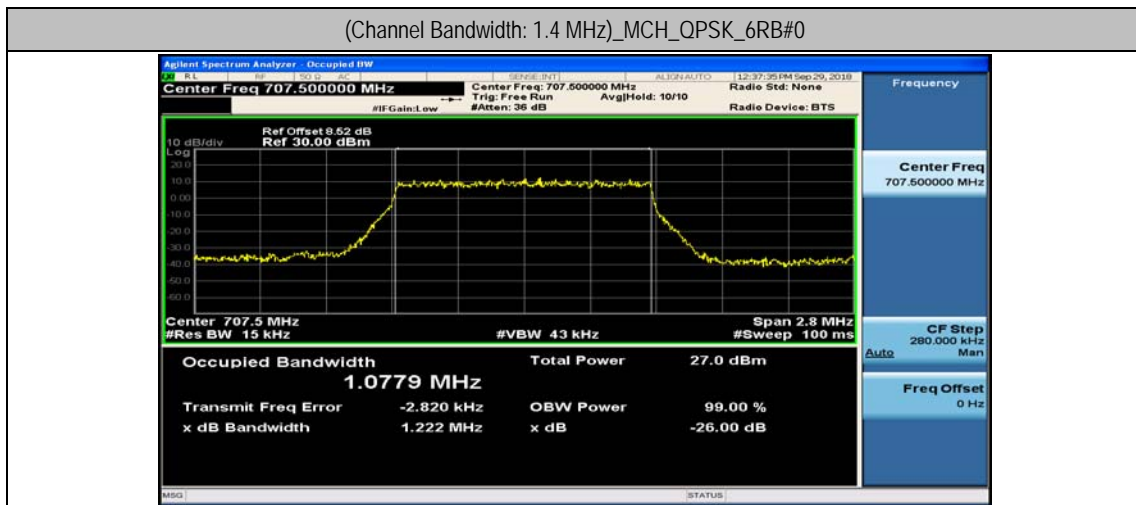 (Channel Bandwidth: 1.4 MHz)_MCH_QPSK_6RB#0
Agilent Spectrum Analyzer - Occupied BW
RL RF 50 Ω AC SENSE:INT ALIGN AUTO 12:37:35 PM Sep 29, 2018
Center Freq 707.500000 MHz Center Freq: 707.500000 MHz Radio Std: None
Trig: Free Run Avg|Hold: 10/10
#IFGain:Low #Atten: 36 dB Radio Device: BTS
Frequency
Ref Offset 8.52 dB
10 dB/div Ref 30.00 dBm
Log
20.0
10.0
0.00
-10.0
-20.0
-30.0
-40.0
-50.0
-60.0
Center 707.5 MHz Span 2.8 MHz
#Res BW 15 kHz #VBW 43 kHz #Sweep 100 ms
Occupied Bandwidth Total Power 27.0 dBm
1.0779 MHz
Transmit Freq Error -2.820 kHz OBW Power 99.00 %
x dB Bandwidth 1.222 MHz x dB -26.00 dB
Center Freq
707.500000 MHz
CF Step
280.000 kHz
Auto Man
Freq Offset
0 Hz
MSG STATUS